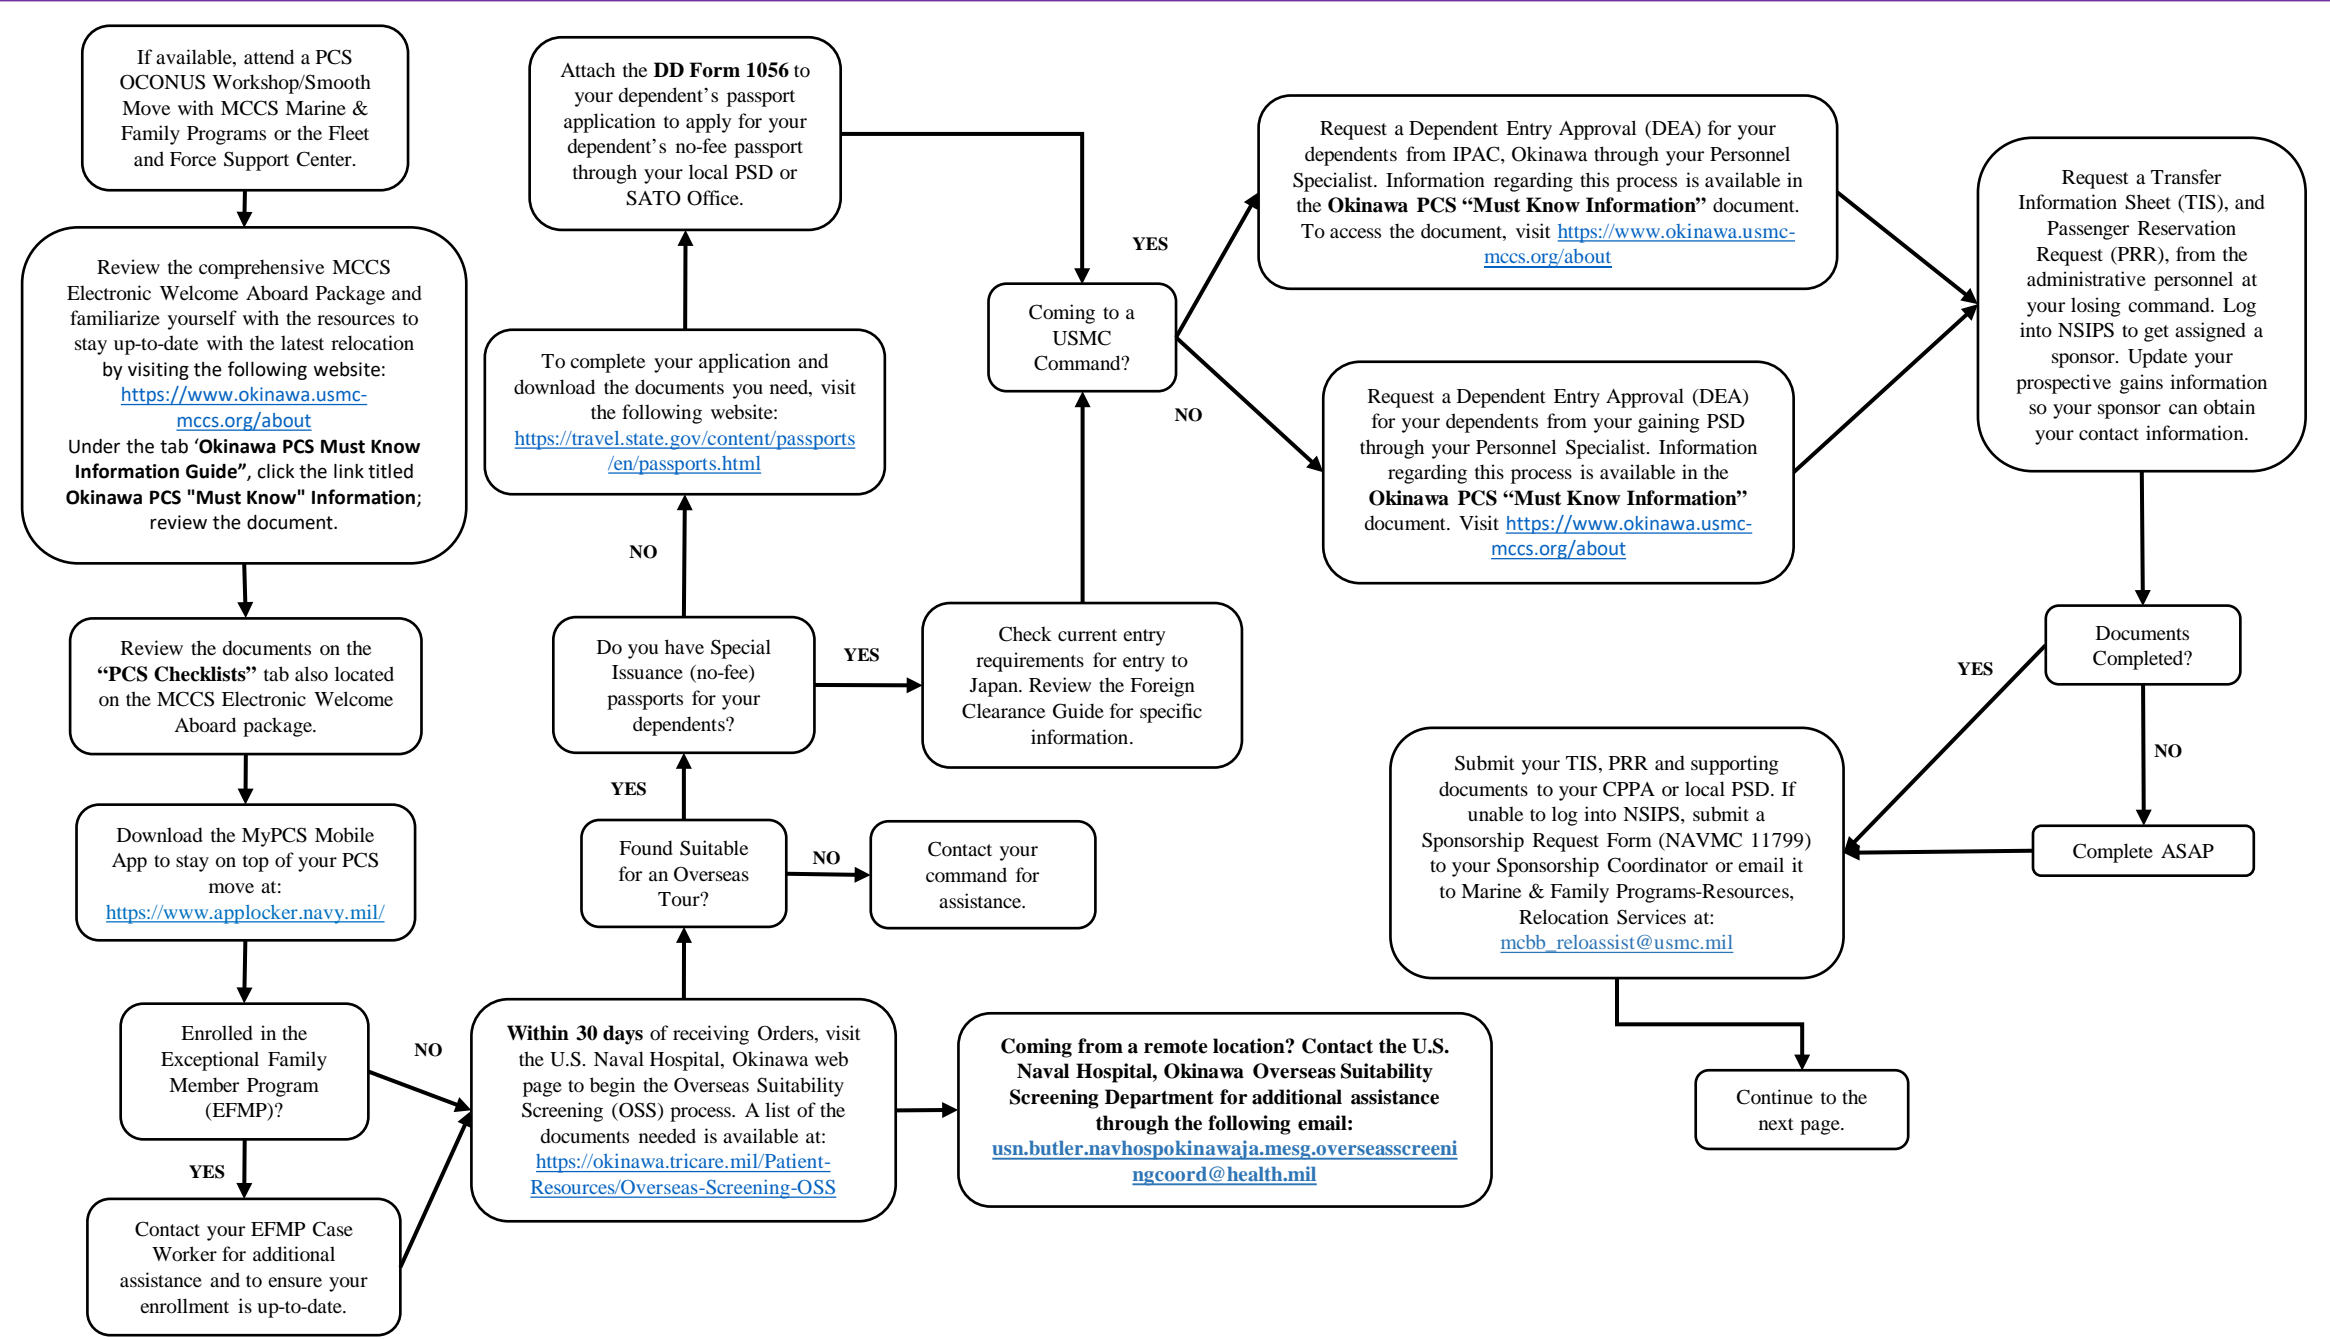 If available, attend a PCS
OCONUS Workshop/Smooth
Move with MCCS Marine &
Family Programs or the Fleet
and Force Support Center.
Review the comprehensive MCCS
Electronic Welcome Aboard Package and
familiarize yourself with the resources to
stay up-to-date with the latest relocation
by visiting the following website:
https://www.okinawa.usmc-
mccs.org/about
Under the tab ‘Okinawa PCS Must Know
Information Guide”, click the link titled
Okinawa PCS "Must Know" Information;
review the document.
Review the documents on the
“PCS Checklists” tab also located
on the MCCS Electronic Welcome
Aboard package.
Download the MyPCS Mobile
App to stay on top of your PCS
move at:
https://www.applocker.navy.mil/
Enrolled in the
Exceptional Family
Member Program
(EFMP)?
NO
YES
Contact your EFMP Case
Worker for additional
assistance and to ensure your
enrollment is up-to-date.
Within 30 days of receiving Orders, visit
the U.S. Naval Hospital, Okinawa web
page to begin the Overseas Suitability
Screening (OSS) process. A list of the
documents needed is available at:
https://okinawa.tricare.mil/Patient-
Resources/Overseas-Screening-OSS
Coming from a remote location? Contact the U.S.
Naval Hospital, Okinawa Overseas Suitability
Screening Department for additional assistance
through the following email:
usn.butler.navhospokinawaja.mesg.overseasscreeni
ngcoord@health.mil
Found Suitable
for an Overseas
Tour?
NO
Contact your
command for
assistance.
YES
Do you have Special
Issuance (no-fee)
passports for your
dependents?
YES
Check current entry
requirements for entry to
Japan. Review the Foreign
Clearance Guide for specific
information.
NO
To complete your application and
download the documents you need, visit
the following website:
https://travel.state.gov/content/passports
/en/passports.html
Attach the DD Form 1056 to
your dependent’s passport
application to apply for your
dependent’s no-fee passport
through your local PSD or
SATO Office.
Coming to a
USMC
Command?
YES
Request a Dependent Entry Approval (DEA) for your
dependents from IPAC, Okinawa through your Personnel
Specialist. Information regarding this process is available in
the Okinawa PCS “Must Know Information” document.
To access the document, visit https://www.okinawa.usmc-
mccs.org/about
NO
Request a Dependent Entry Approval (DEA)
for your dependents from your gaining PSD
through your Personnel Specialist. Information
regarding this process is available in the
Okinawa PCS “Must Know Information”
document. Visit https://www.okinawa.usmc-
mccs.org/about
Request a Transfer
Information Sheet (TIS), and
Passenger Reservation
Request (PRR), from the
administrative personnel at
your losing command. Log
into NSIPS to get assigned a
sponsor. Update your
prospective gains information
so your sponsor can obtain
your contact information.
Documents
Completed?
YES
NO
Complete ASAP
Submit your TIS, PRR and supporting
documents to your CPPA or local PSD. If
unable to log into NSIPS, submit a
Sponsorship Request Form (NAVMC 11799)
to your Sponsorship Coordinator or email it
to Marine & Family Programs-Resources,
Relocation Services at:
mcbb_reloassist@usmc.mil
Continue to the
next page.